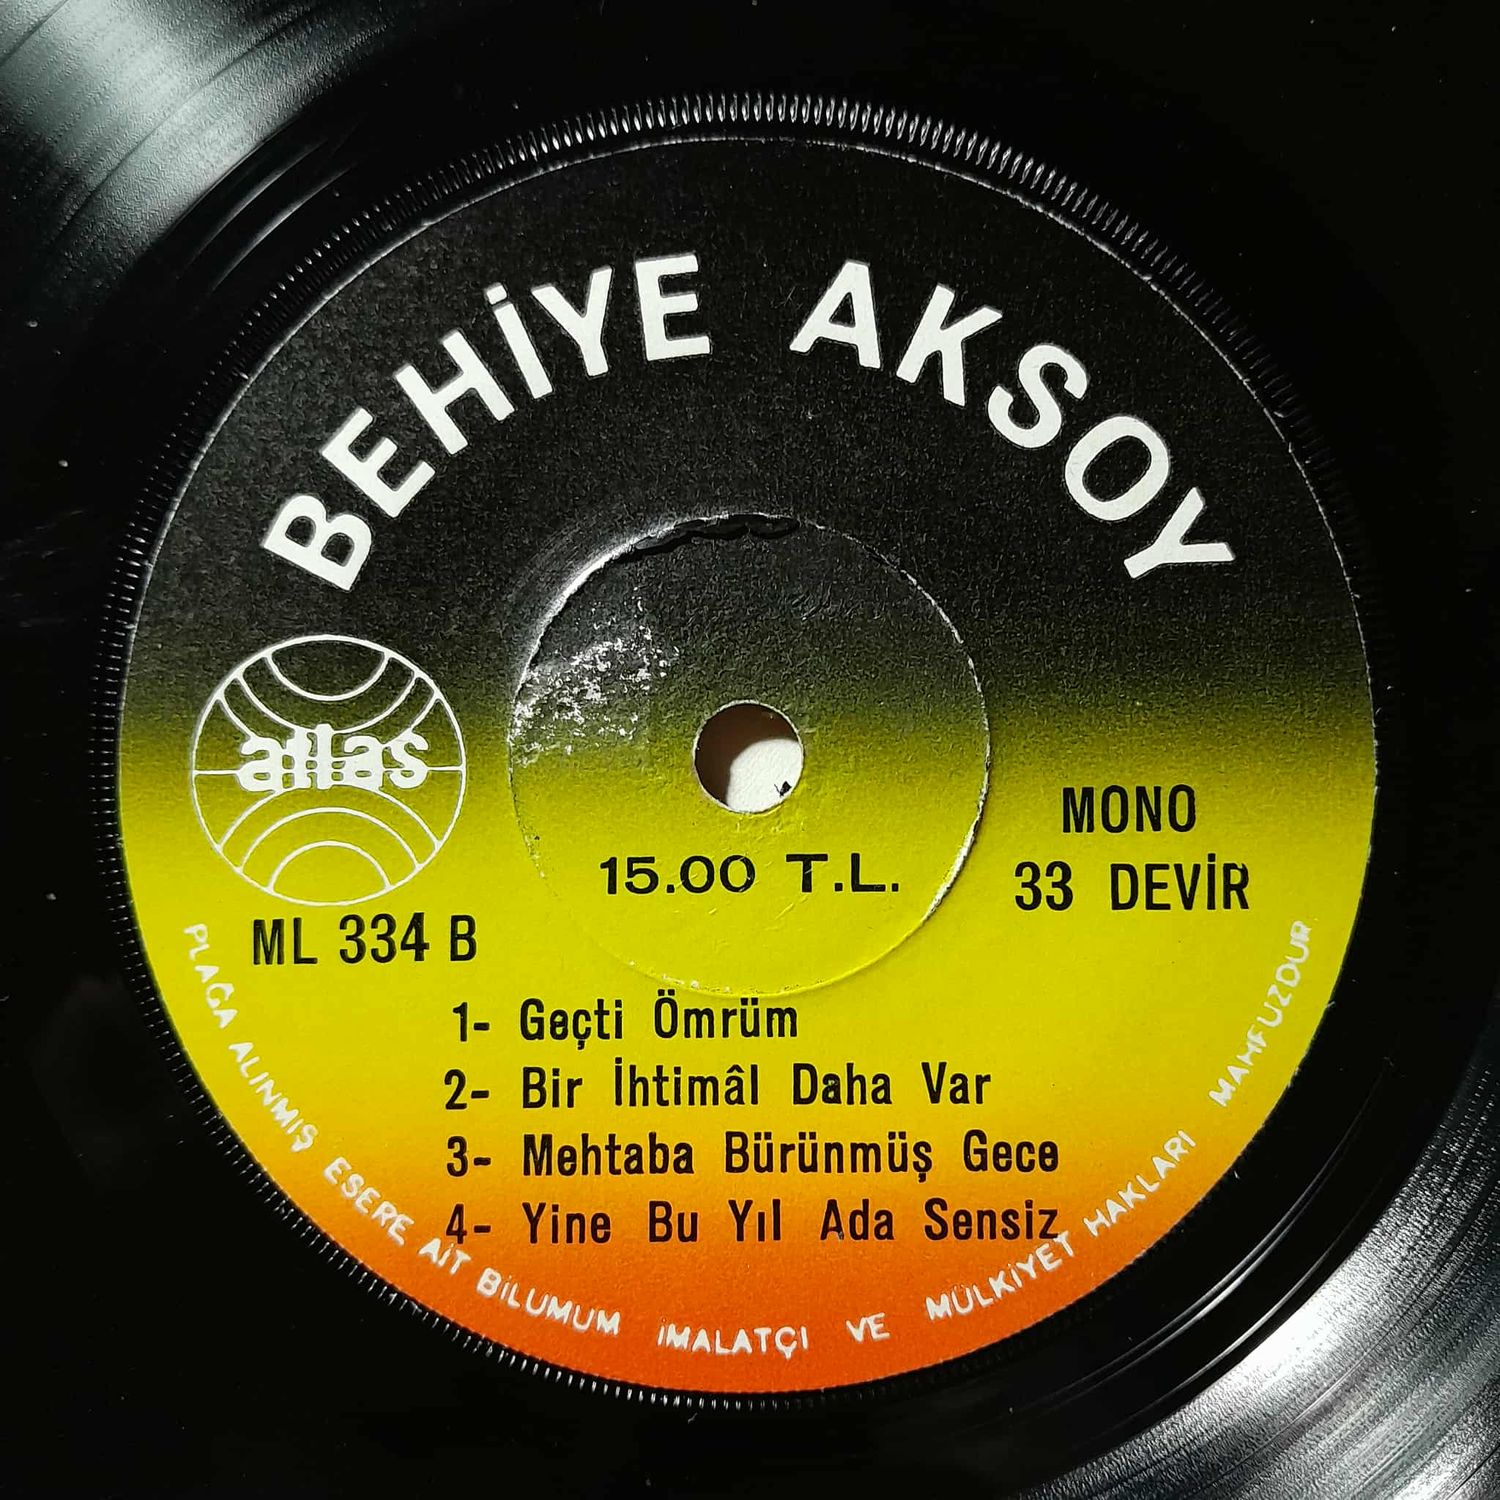 BEHİYE AKSOY
atlas
15.00 T.L.
MONO
33 DEVİR
ML 334 B
1- Geçti Ömrüm
2- Bir İhtimâl Daha Var
3- Mehtaba Bürünmüş Gece
4- Yine Bu Yıl Ada Sensiz
PLAĞA ALINMIŞ ESERE AİT BİLUMUM İMALATÇI VE MÜLKİYET HAKLARI MAHFUZDUR